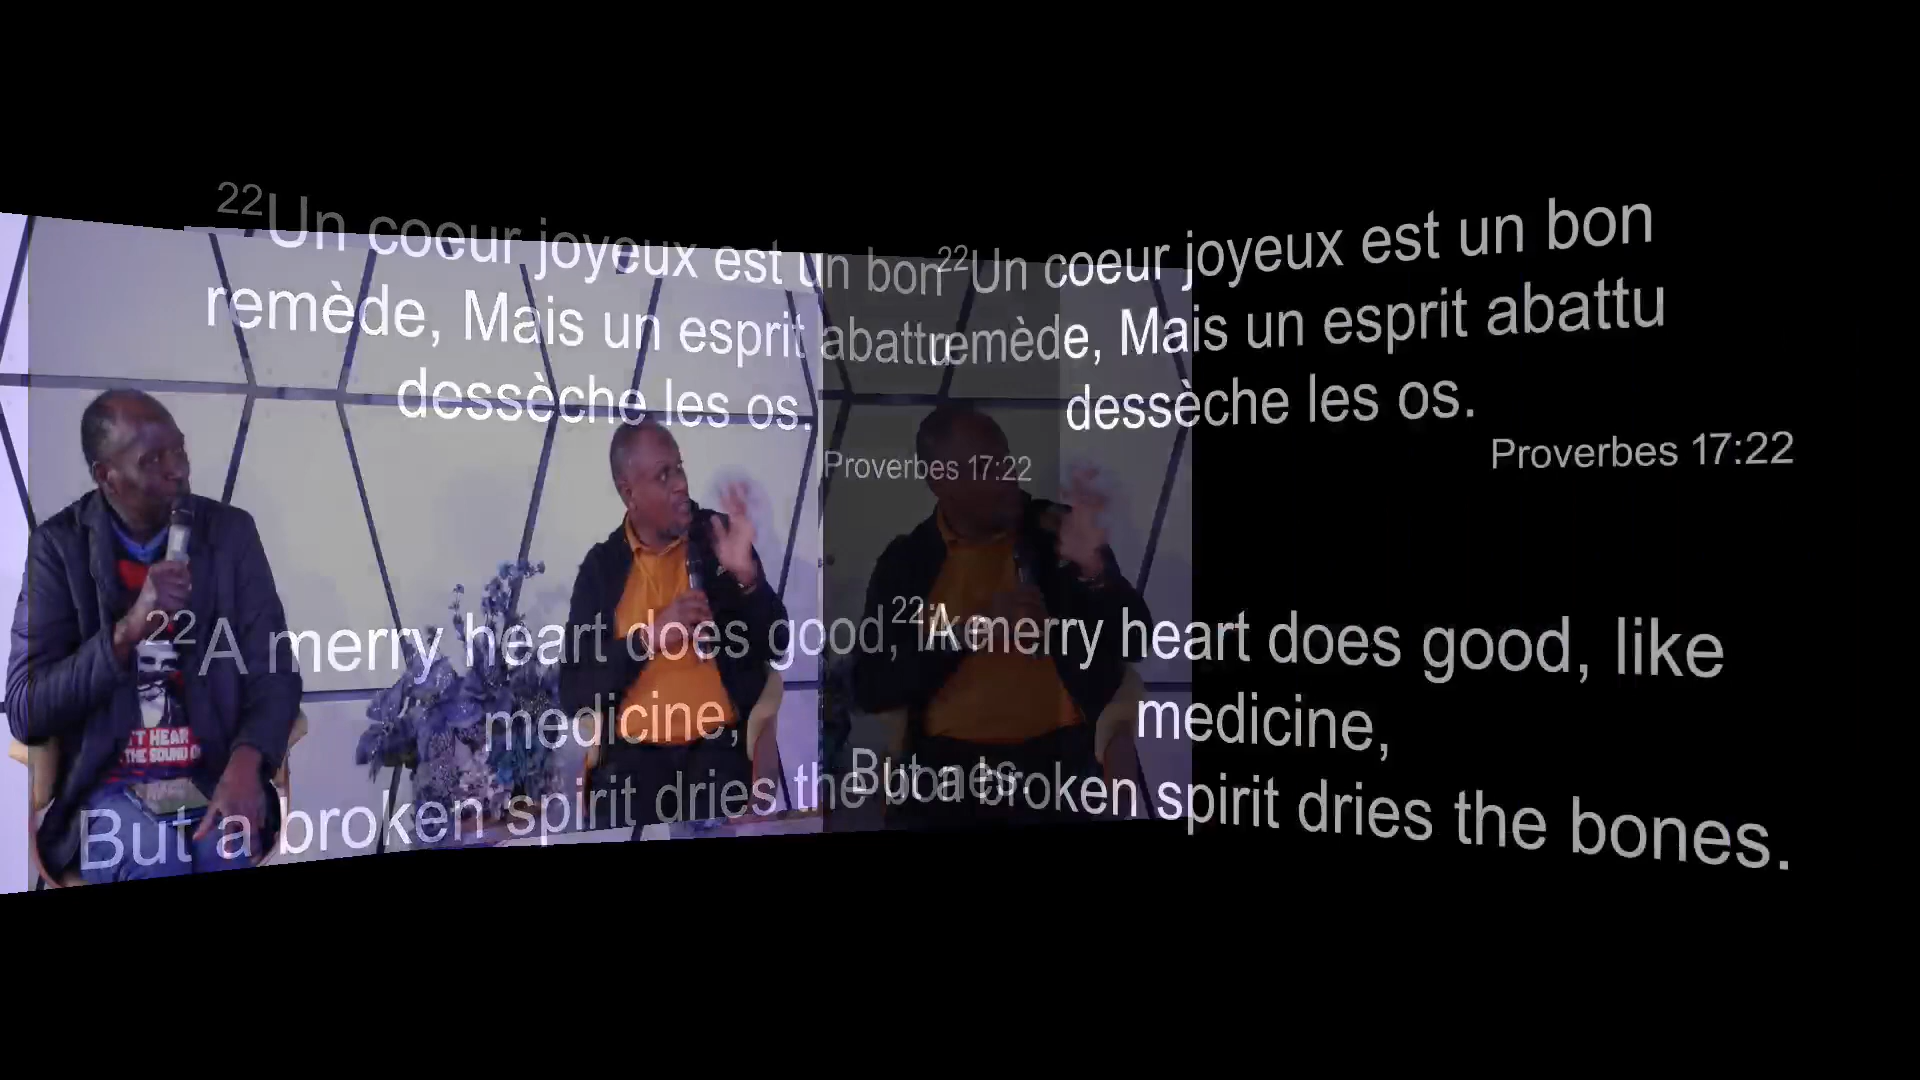 22Un coeur joyeux est un bon
remède, Mais un esprit abattu
dessèche les os.
Proverbes 17:22
22A merry heart does good, like
medicine,
But a broken spirit dries the bones.
22Un coeur joyeux est un bon
remède, Mais un esprit abattu
dessèche les os.
Proverbes 17:22
22A merry heart does good, like
medicine,
But a broken spirit dries the bones.
'T HEAR
THE SOUND